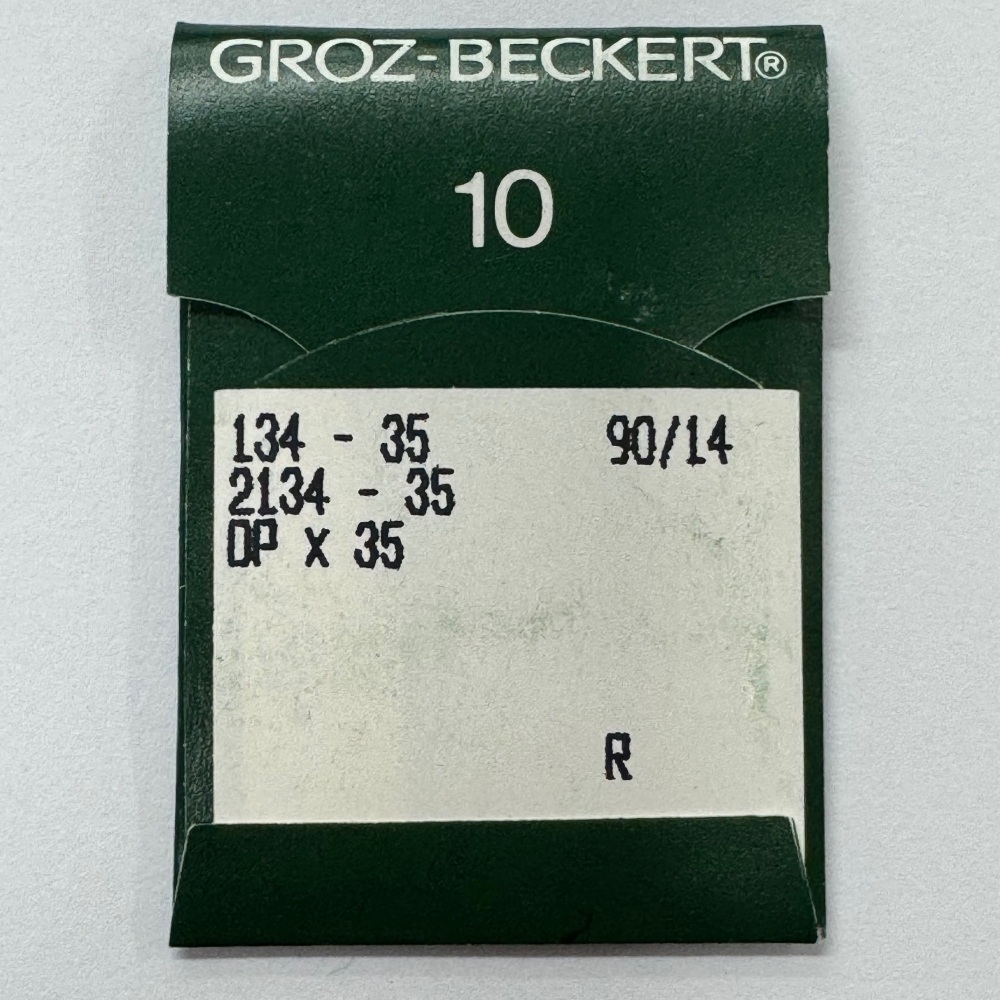 GROZ-BECKERT®
10
134 - 35 90/14
2134 - 35
DP x 35
R